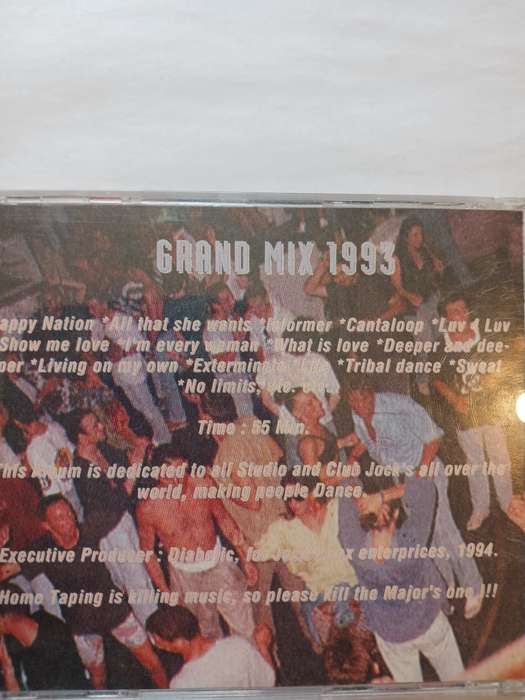 GRAND MIX 1993
appy Nation *All that she wants *Informer *Cantaloop *Luv 4 Luv
Show me love *I'm every woman *What is love *Deeper and dee-
per *Living on my own *Exterminate *Tribal dance *Sweat
*No limits, etc.
Time : 55 Min.
This Album is dedicated to all Studio and Club Jock's all over the
world, making people Dance.
Executive Producer : Diabolic, for enterprices, 1994.
Home Taping is killing music, so please kill the Major's one !!!